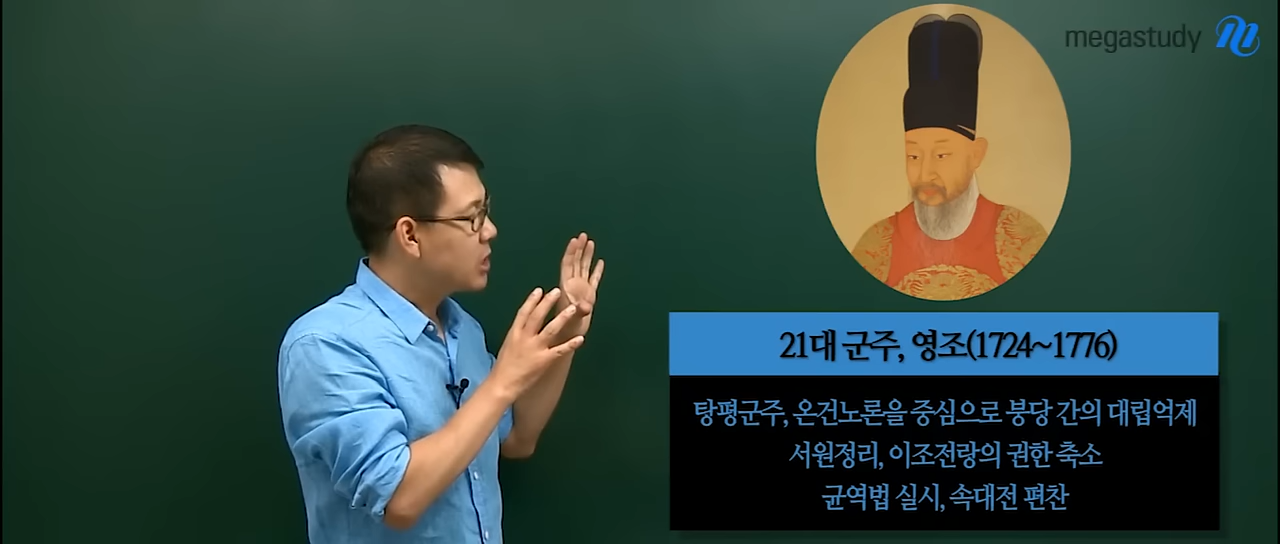 megastudy
21대 군주, 영조(1724~1776)
탕평군주, 온건노론을 중심으로 붕당 간의 대립억제
서원정리, 이조전랑의 권한 축소
균역법 실시, 속대전 편찬